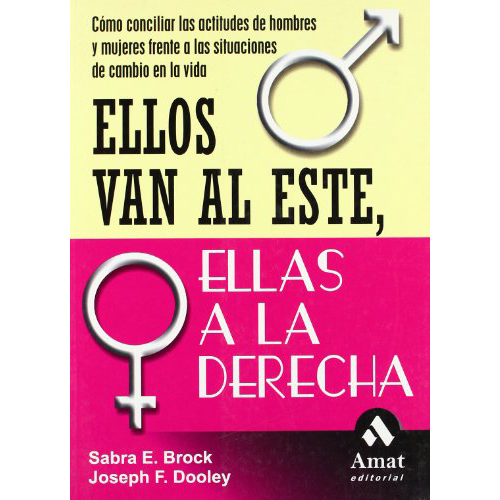 Cómo conciliar las actitudes de hombres
y mujeres frente a las situaciones
de cambio en la vida
ELLOS
VAN AL ESTE,
ELLAS
A LA
DERECHA
Sabra E. Brock
Joseph F. Dooley
Amat
editorial